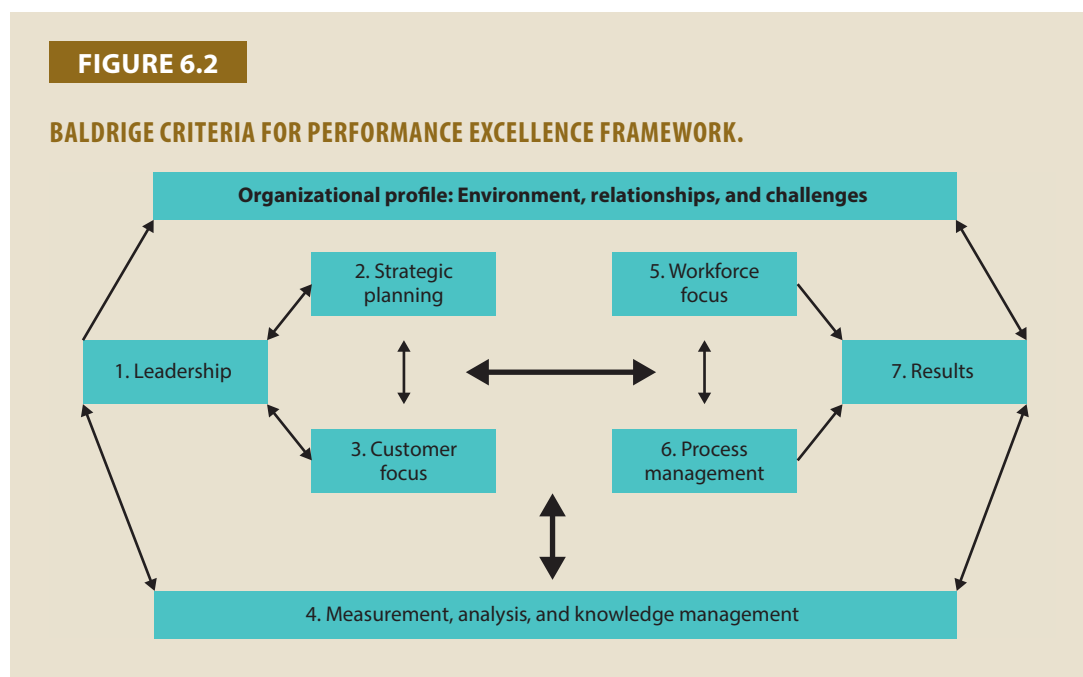 FIGURE 6.2
BALDRIGE CRITERIA FOR PERFORMANCE EXCELLENCE FRAMEWORK.
Organizational profile: Environment, relationships, and challenges
2. Strategic
planning
5. Workforce
focus
1. Leadership
7. Results
3. Customer
focus
6. Process
management
4. Measurement, analysis, and knowledge management